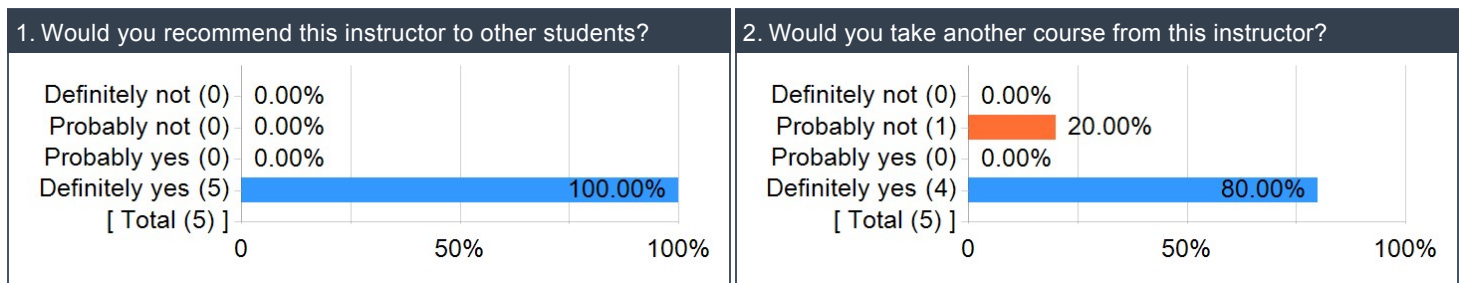 1. Would you recommend this instructor to other students?
Definitely not (0) 0.00%
Probably not (0) 0.00%
Probably yes (0) 0.00%
Definitely yes (5) 100.00%
[ Total (5) ]
0 50% 100%
2. Would you take another course from this instructor?
Definitely not (0) 0.00%
Probably not (1) 20.00%
Probably yes (0) 0.00%
Definitely yes (4) 80.00%
[ Total (5) ]
0 50% 100%